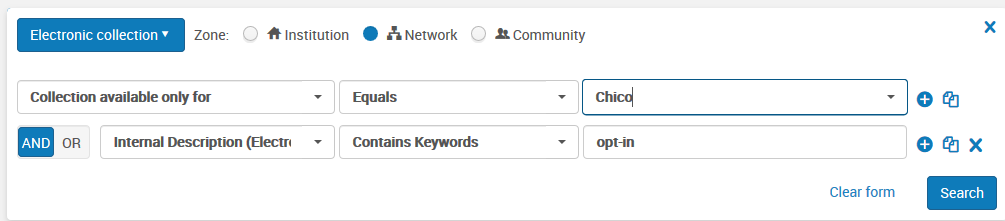 Electronic collection Zone: Institution Network Community
Collection available only for Equals Chico
AND OR Internal Description (Electr Contains Keywords opt-in
Clear form Search